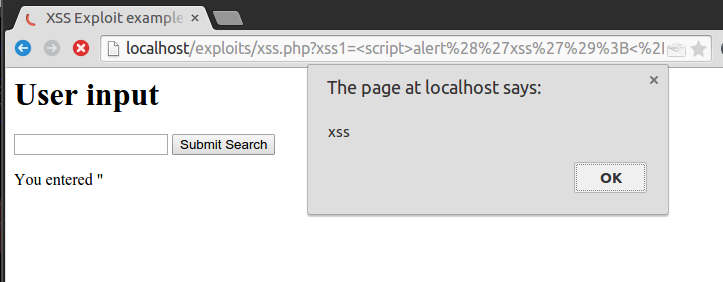 XSS Exploit example
localhost/exploits/xss.php?xss1=<script>alert%28%27xss%27%29%3B<%2
The page at localhost says:
xss
OK
User input
Submit Search
You entered "